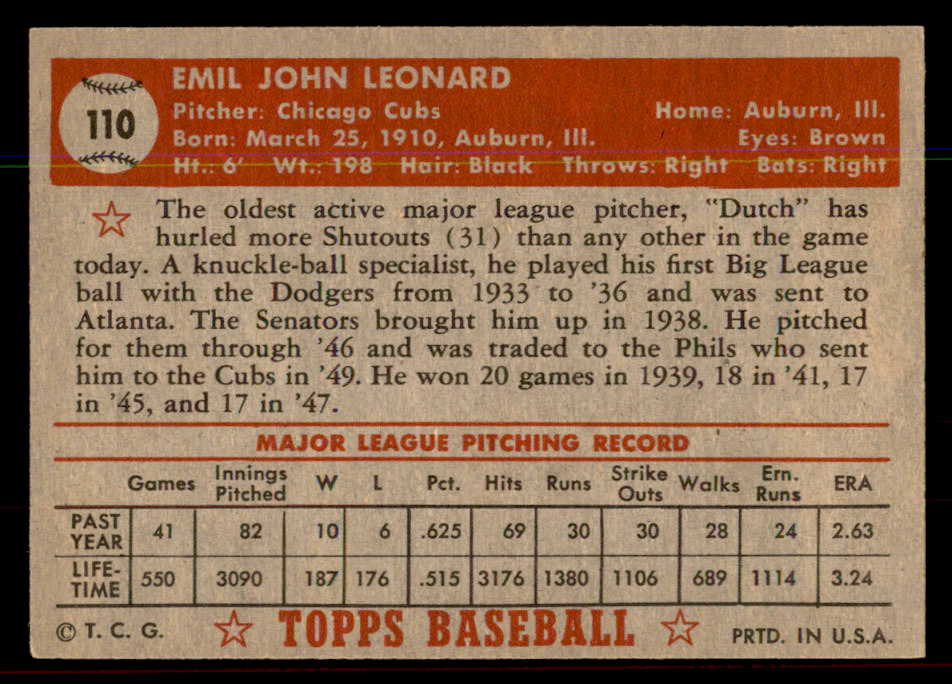 110
EMIL JOHN LEONARD
Pitcher: Chicago Cubs Home: Auburn, Ill.
Born: March 25, 1910, Auburn, Ill. Eyes: Brown
Ht.: 6' Wt.: 198 Hair: Black Throws: Right Bats: Right
The oldest active major league pitcher, "Dutch" has
hurled more Shutouts (31) than any other in the game
today. A knuckle-ball specialist, he played his first Big League
ball with the Dodgers from 1933 to '36 and was sent to
Atlanta. The Senators brought him up in 1938. He pitched
for them through '46 and was traded to the Phils who sent
him to the Cubs in '49. He won 20 games in 1939, 18 in '41, 17
in '45, and 17 in '47.
MAJOR LEAGUE PITCHING RECORD
Games Innings Pitched W L Pct. Hits Runs Strike Outs Walks Ern. Runs ERA
PAST YEAR 41 82 10 6 .625 69 30 30 28 24 2.63
LIFE-TIME 550 3090 187 176 .515 3176 1380 1106 689 1114 3.24
© T. C. G. TOPPS BASEBALL PRTD. IN U.S.A.